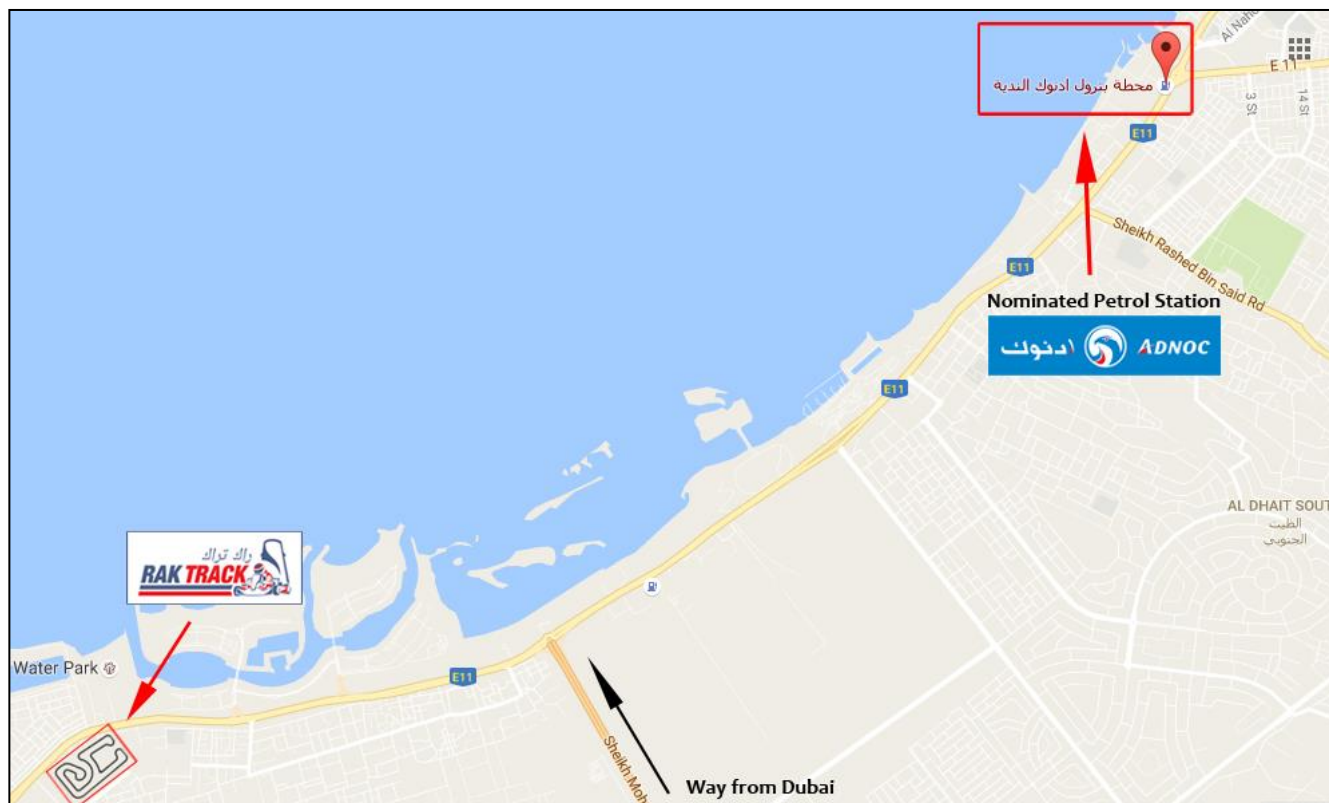 Al Naho
E 11
محطة بترول ادنوك الندية
3 St
14 St
E11
Sheikh Rashed Bin Said Rd
E11
Nominated Petrol Station
ادنوك ADNOC
E11
AL DHAIT SOUT
الظيت
الجنوبي
راك تراك
RAK TRACK
Water Park
E11
Sheikh Moh
Way from Dubai